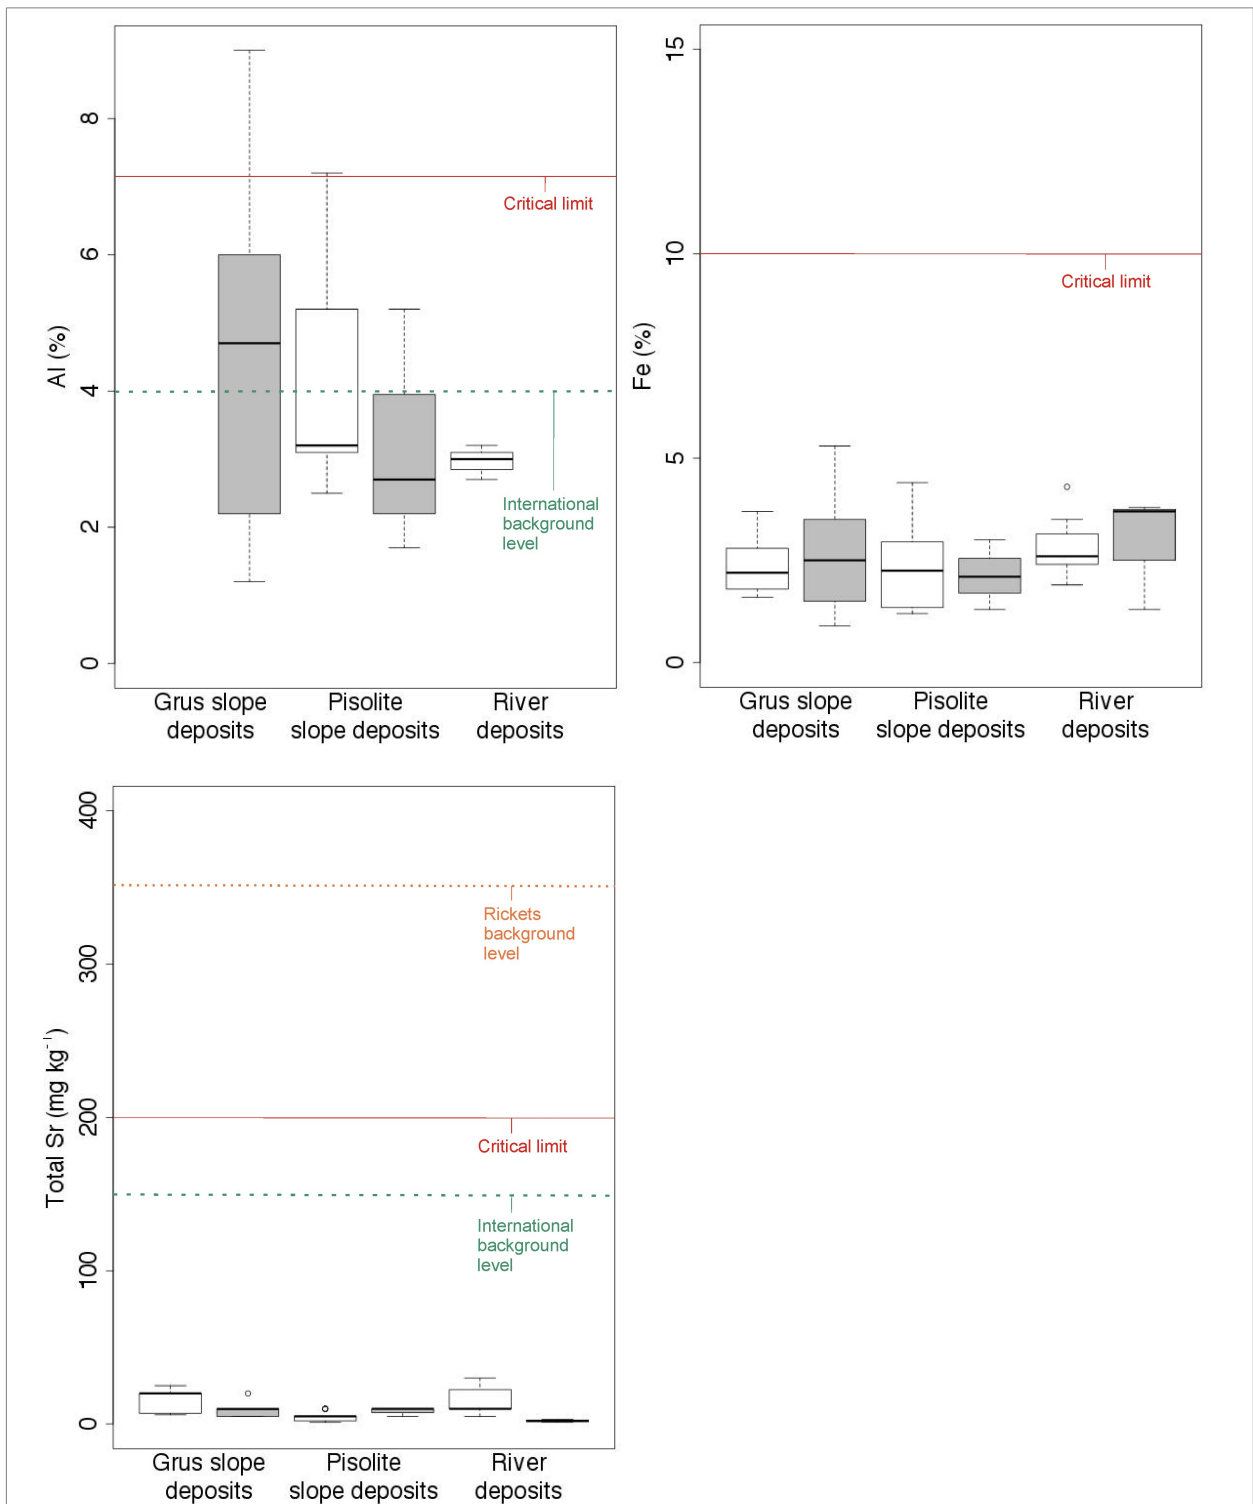 8
6
4
2
0
Al (%)
Critical limit
International
background
level
Grus slope
deposits
Pisolite
slope deposits
River
deposits
15
10
5
0
Fe (%)
Critical limit
Grus slope
deposits
Pisolite
slope deposits
River
deposits
400
300
200
100
0
Total Sr (mg kg⁻¹)
Rickets
background
level
Critical limit
International
background
level
Grus slope
deposits
Pisolite
slope deposits
River
deposits